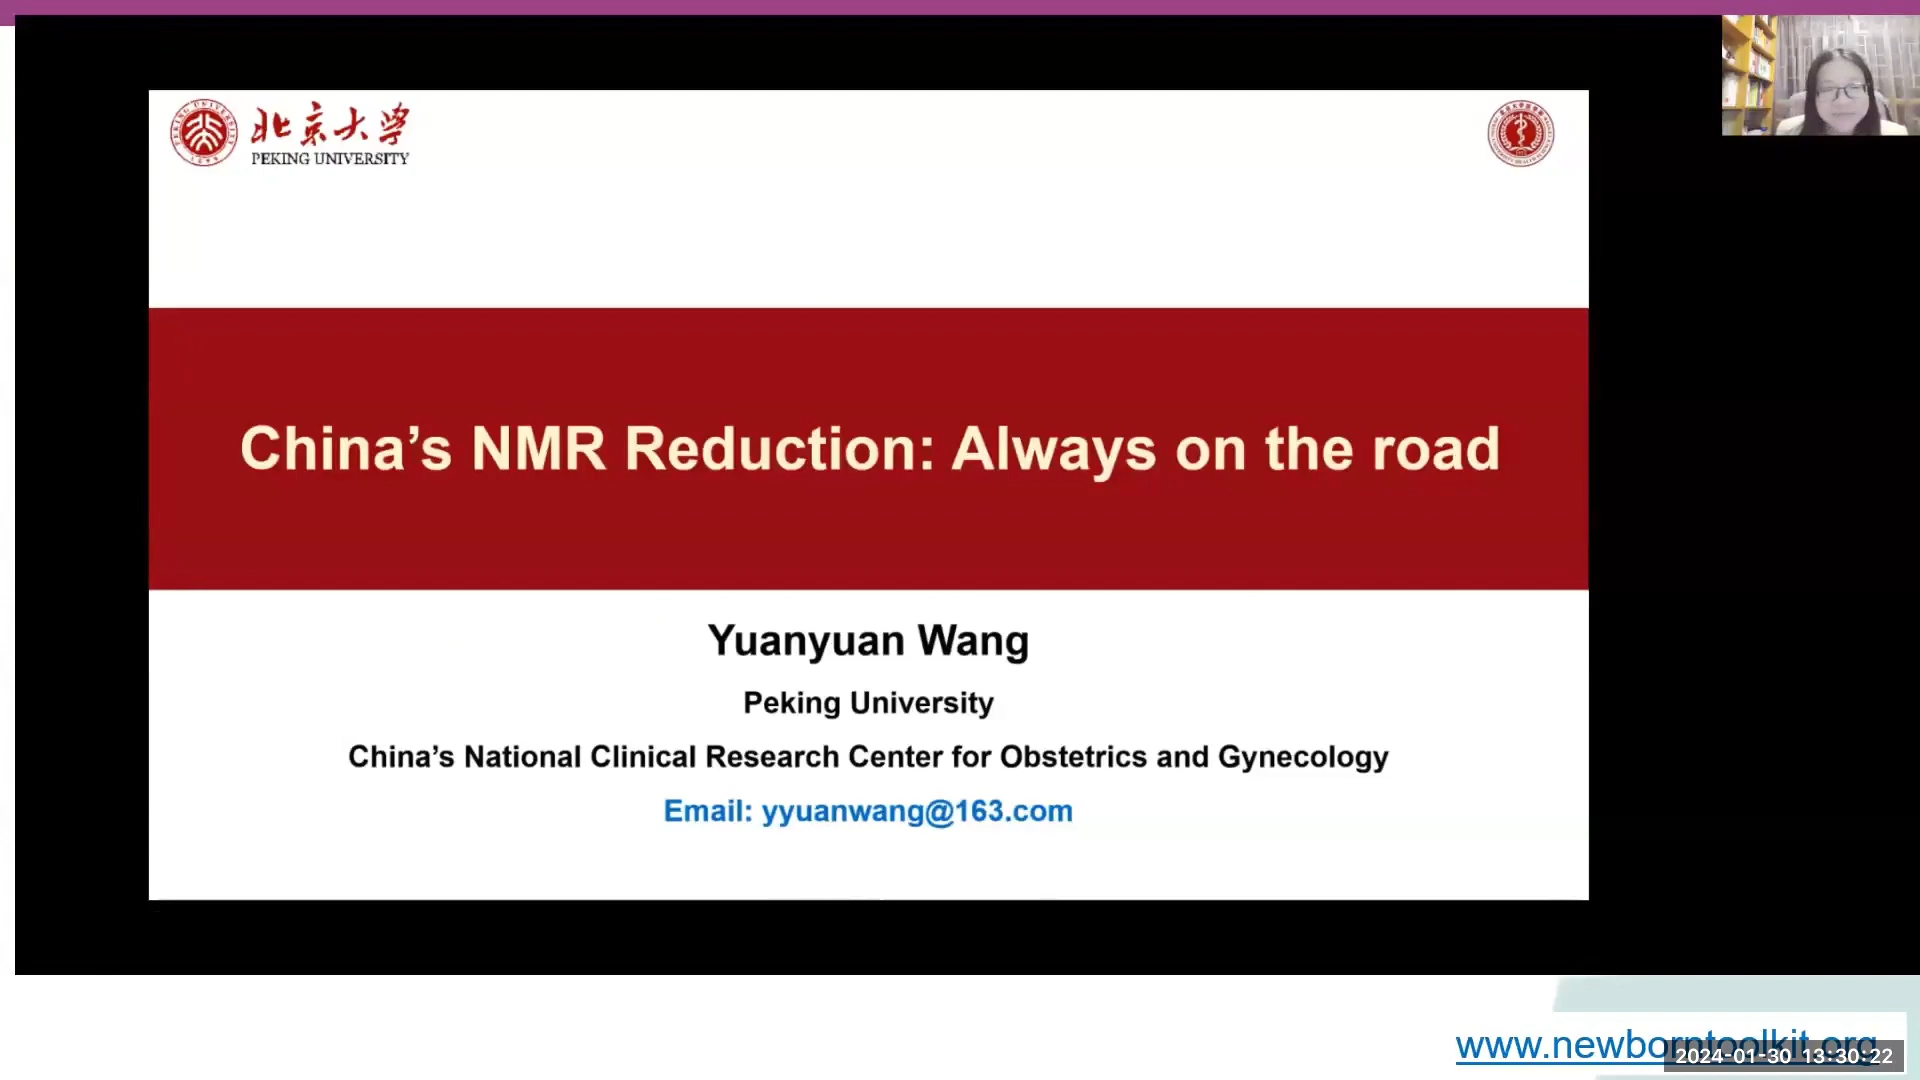 北京大学
PEKING UNIVERSITY
China’s NMR Reduction: Always on the road
Yuanyuan Wang
Peking University
China’s National Clinical Research Center for Obstetrics and Gynecology
Email: yyuanwang@163.com
www.newborntoolkit.org
2024-01-30 13:30:22